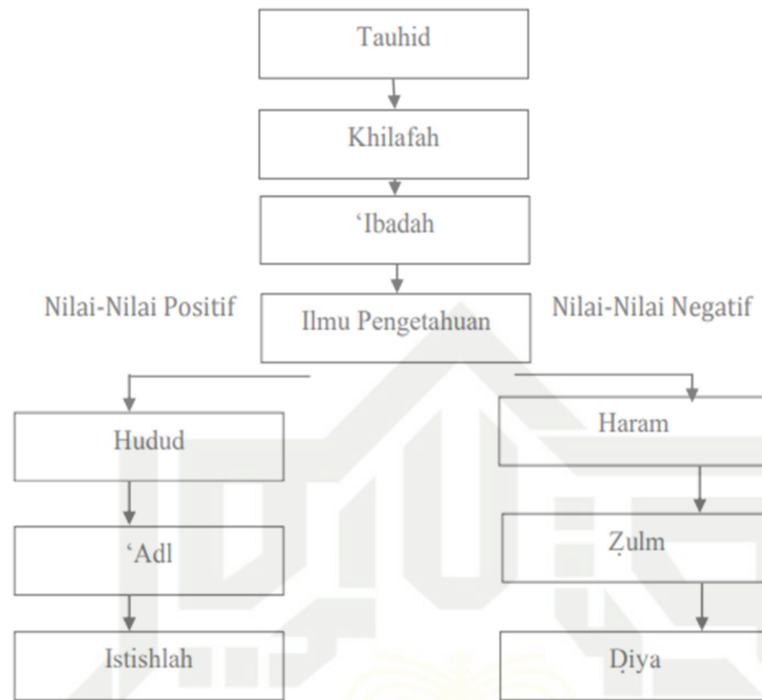 Tauhid
Khilafah
‘Ibadah
Nilai-Nilai Positif
Ilmu Pengetahuan
Nilai-Nilai Negatif
Hudud
Haram
‘Adl
Ẓulm
Istishlah
Ḍiya